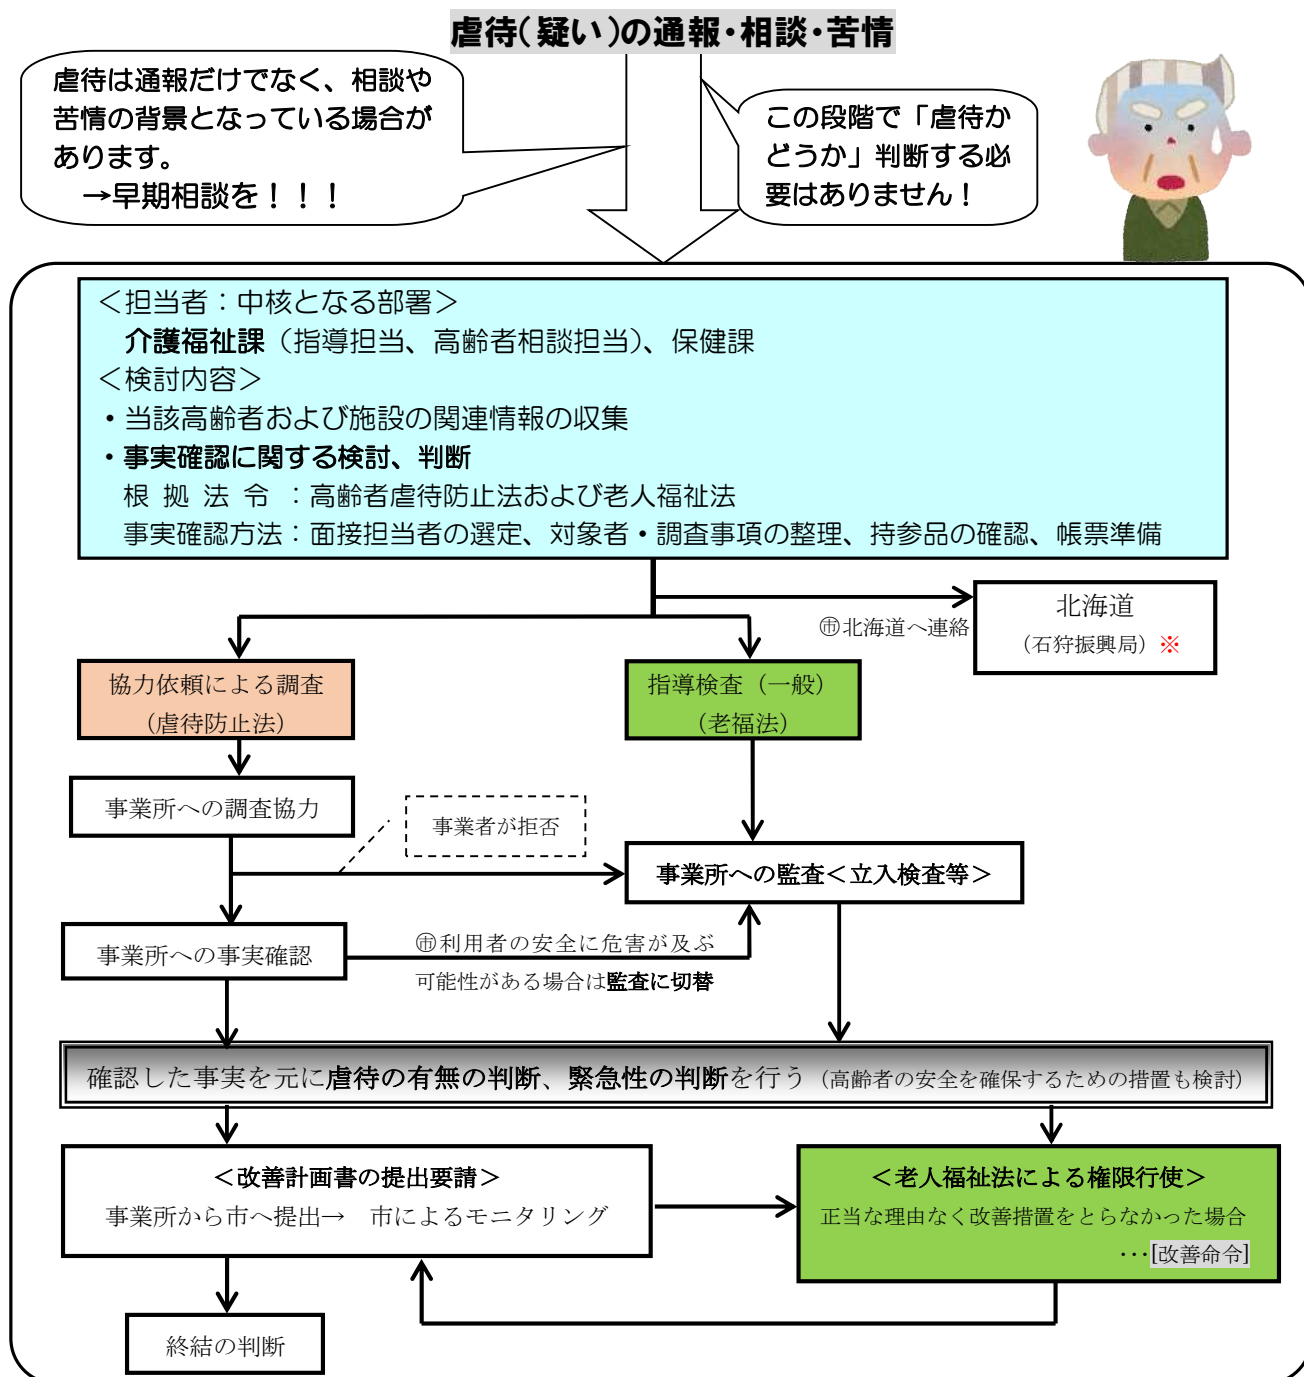 虐待(疑い)の通報・相談・苦情
虐待は通報だけでなく、相談や
苦情の背景となっている場合が
あります。
→早期相談を！！！
この段階で「虐待か
どうか」判断する必
要はありません！
＜担当者：中核となる部署＞
介護福祉課（指導担当、高齢者相談担当）、保健課
＜検討内容＞
・当該高齢者および施設の関連情報の収集
・事実確認に関する検討、判断
根 拠 法 令 ：高齢者虐待防止法および老人福祉法
事実確認方法：面接担当者の選定、対象者・調査事項の整理、持参品の確認、帳票準備
北海道
（石狩振興局）※
㊟北海道へ連絡
協力依頼による調査
（虐待防止法）
指導検査（一般）
（老福法）
事業所への調査協力
事業者が拒否
事業所への監査＜立入検査等＞
事業所への事実確認
㊟利用者の安全に危害が及ぶ
可能性がある場合は監査に切替
確認した事実を元に虐待の有無の判断、緊急性の判断を行う（高齢者の安全を確保するための措置も検討）
＜改善計画書の提出要請＞
事業所から市へ提出→　市によるモニタリング
＜老人福祉法による権限行使＞
正当な理由なく改善措置をとらなかった場合
・・・[改善命令]
終結の判断